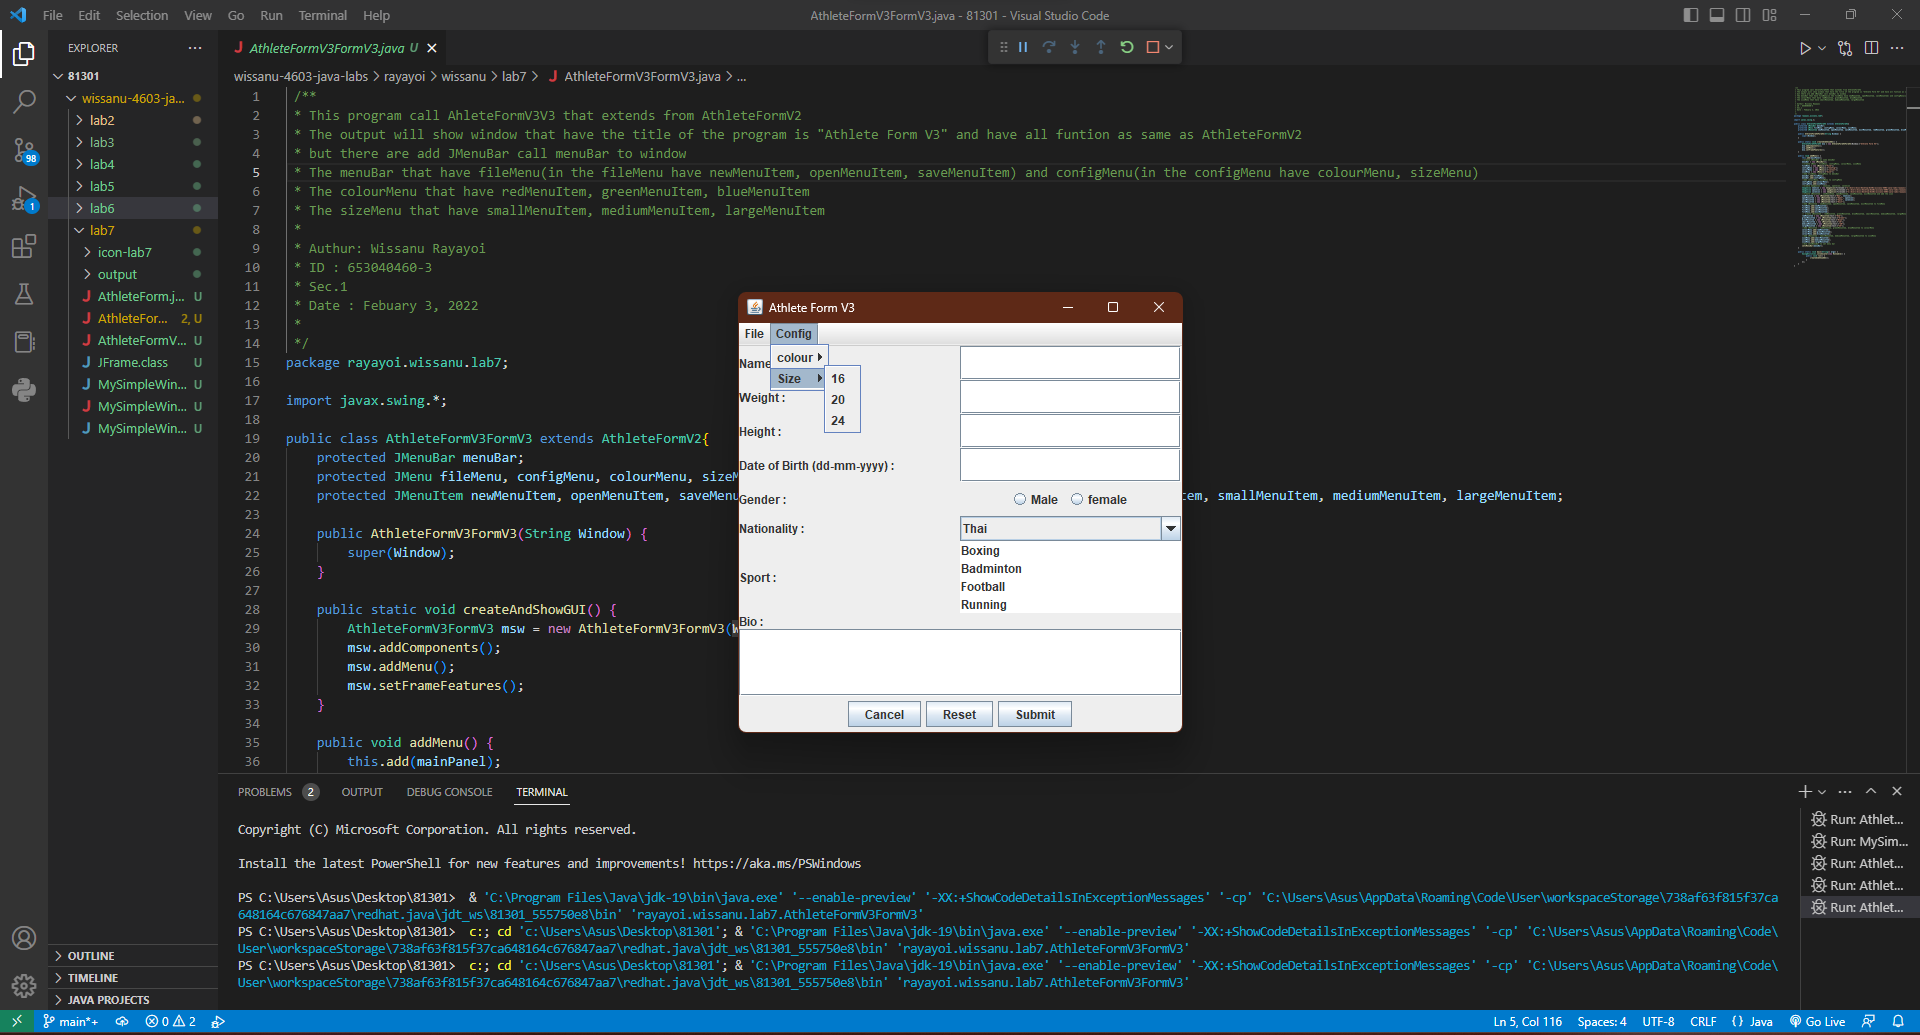 File Edit Selection View Go Run Terminal Help
AthleteFormV3FormV3.java - 81301 - Visual Studio Code
EXPLORER
81301
wissanu-4603-ja...
lab2
lab3
lab4
lab5
lab6
lab7
icon-lab7
output
AthleteForm.j... U
AthleteFor... 2, U
AthleteFormV... U
JFrame.class U
MySimpleWin... U
MySimpleWin... U
MySimpleWin... U
OUTLINE
TIMELINE
JAVA PROJECTS
98
1
AthleteFormV3FormV3.java U
wissanu-4603-java-labs > rayayoi > wissanu > lab7 > AthleteFormV3FormV3.java > ...
1 /**
2 * This program call AhleteFormV3V3 that extends from AthleteFormV2
3 * The output will show window that have the title of the program is "Athlete Form V3" and have all funtion as same as AthleteFormV2
4 * but there are add JMenuBar call menuBar to window
5 * The menuBar that have fileMenu(in the fileMenu have newMenuItem, openMenuItem, saveMenuItem) and configMenu(in the configMenu have colourMenu, sizeMenu)
6 * The colourMenu that have redMenuItem, greenMenuItem, blueMenuItem
7 * The sizeMenu that have smallMenuItem, mediumMenuItem, largeMenuItem
8 *
9 * Authur: Wissanu Rayayoi
10 * ID : 653040460-3
11 * Sec.1
12 * Date : Febuary 3, 2022
13 *
14 */
15 package rayayoi.wissanu.lab7;
16
17 import javax.swing.*;
18
19 public class AthleteFormV3FormV3 extends AthleteFormV2{
20 protected JMenuBar menuBar;
21 protected JMenu fileMenu, configMenu, colourMenu, sizeM
22 protected JMenuItem newMenuItem, openMenuItem, saveMenu tem, smallMenuItem, mediumMenuItem, largeMenuItem;
23
24 public AthleteFormV3FormV3(String Window) {
25 super(Window);
26 }
27
28 public static void createAndShowGUI() {
29 AthleteFormV3FormV3 msw = new AthleteFormV3FormV3(
30 msw.addComponents();
31 msw.addMenu();
32 msw.setFrameFeatures();
33 }
34
35 public void addMenu() {
36 this.add(mainPanel);
Athlete Form V3
File Config
colour
Size
16
20
24
Name
Weight :
Height :
Date of Birth (dd-mm-yyyy) :
Gender : Male female
Nationality : Thai
Sport :
Boxing
Badminton
Football
Running
Bio :
Cancel Reset Submit
PROBLEMS 2 OUTPUT DEBUG CONSOLE TERMINAL
Copyright (C) Microsoft Corporation. All rights reserved.
Install the latest PowerShell for new features and improvements! https://aka.ms/PSWindows
PS C:\Users\Asus\Desktop\81301> & 'C:\Program Files\Java\jdk-19\bin\java.exe' '--enable-preview' '-XX:+ShowCodeDetailsInExceptionMessages' '-cp' 'C:\Users\Asus\AppData\Roaming\Code\User\workspaceStorage\738af63f815f37ca
648164c676847aa7\redhat.java\jdt_ws\81301_555750e8\bin' 'rayayoi.wissanu.lab7.AthleteFormV3FormV3'
PS C:\Users\Asus\Desktop\81301> c:; cd 'c:\Users\Asus\Desktop\81301'; & 'C:\Program Files\Java\jdk-19\bin\java.exe' '--enable-preview' '-XX:+ShowCodeDetailsInExceptionMessages' '-cp' 'C:\Users\Asus\AppData\Roaming\Code\
User\workspaceStorage\738af63f815f37ca648164c676847aa7\redhat.java\jdt_ws\81301_555750e8\bin' 'rayayoi.wissanu.lab7.AthleteFormV3FormV3'
PS C:\Users\Asus\Desktop\81301> c:; cd 'c:\Users\Asus\Desktop\81301'; & 'C:\Program Files\Java\jdk-19\bin\java.exe' '--enable-preview' '-XX:+ShowCodeDetailsInExceptionMessages' '-cp' 'C:\Users\Asus\AppData\Roaming\Code\
User\workspaceStorage\738af63f815f37ca648164c676847aa7\redhat.java\jdt_ws\81301_555750e8\bin' 'rayayoi.wissanu.lab7.AthleteFormV3FormV3'
Run: Athlet...
Run: MySim...
Run: Athlet...
Run: Athlet...
Run: Athlet...
main*+ 0 2
Ln 5, Col 116 Spaces: 4 UTF-8 CRLF {} Java Go Live